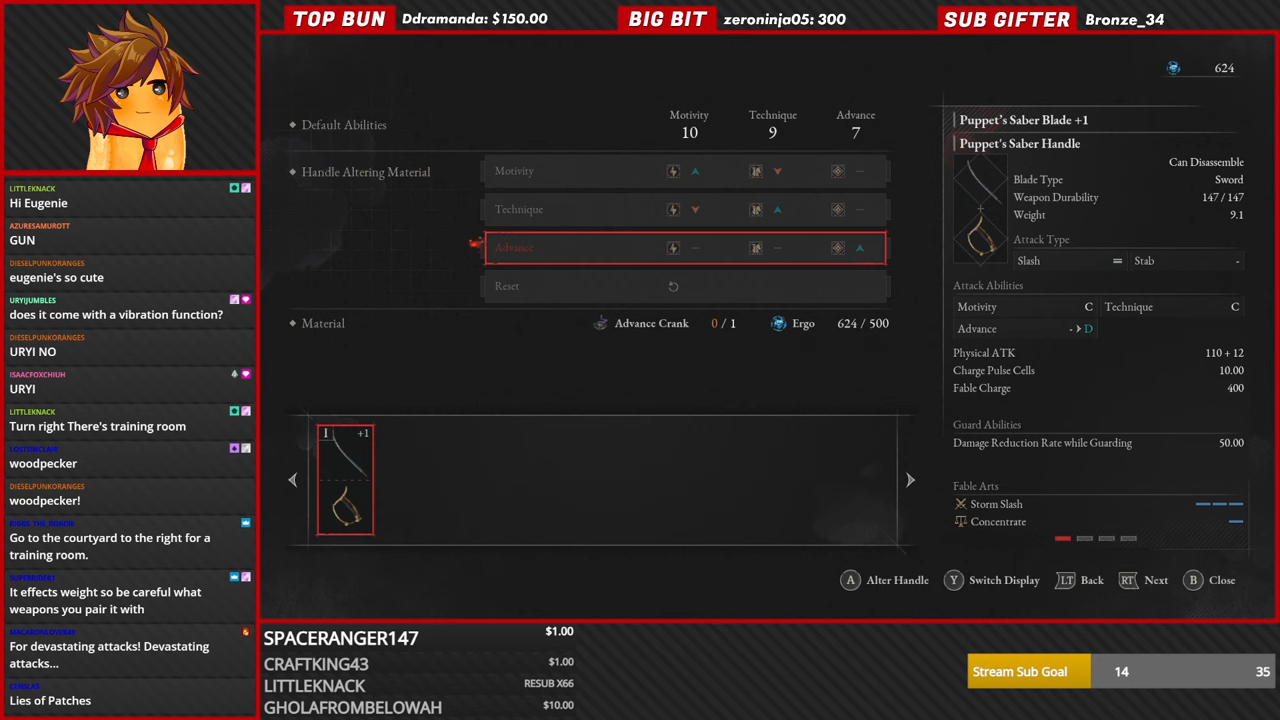 TOP BUN Ddramanda: $150.00 BIG BIT zeroninja05: 300 SUB GIFTER Bronze_34
LITTLEKNACK
Hi Eugenie
AZURESAMUROTT
GUN
DIESELPUNKORANGES
eugenie's so cute
URYIJUMBLES
does it come with a vibration function?
DIESELPUNKORANGES
URYI NO
ISAACFOXCHIUH
URYI
LITTLEKNACK
Turn right There's training room
LOSTSINCLAIR
woodpecker
DIESELPUNKORANGES
woodpecker!
Go to the courtyard to the right for a
training room.
SUPERRIDER1
It effects weight so be careful what
weapons you pair it with
For devastating attacks! Devastating
attacks...
Lies of Patches
624
Default Abilities
Motivity Technique Advance
10 9 7
Handle Altering Material
Motivity
Technique
Advance
Reset
Material
Advance Crank 0 / 1 Ergo 624 / 500
1 +1
Puppet's Saber Blade +1
Puppet's Saber Handle
Can Disassemble
Blade Type Sword
Weapon Durability 147 / 147
Weight 9.1
Attack Type
Slash = Stab -
Attack Abilities
Motivity C Technique C
Advance - D
Physical ATK 110 + 12
Charge Pulse Cells 10.00
Fable Charge 400
Guard Abilities
Damage Reduction Rate while Guarding 50.00
Fable Arts
Storm Slash
Concentrate
A Alter Handle Y Switch Display LT Back RT Next B Close
SPACERANGER147 $1.00
CRAFTKING43 $1.00
LITTLEKNACK RESUB X66
GHOLAFROMBELOWAH $10.00
Stream Sub Goal 14 35